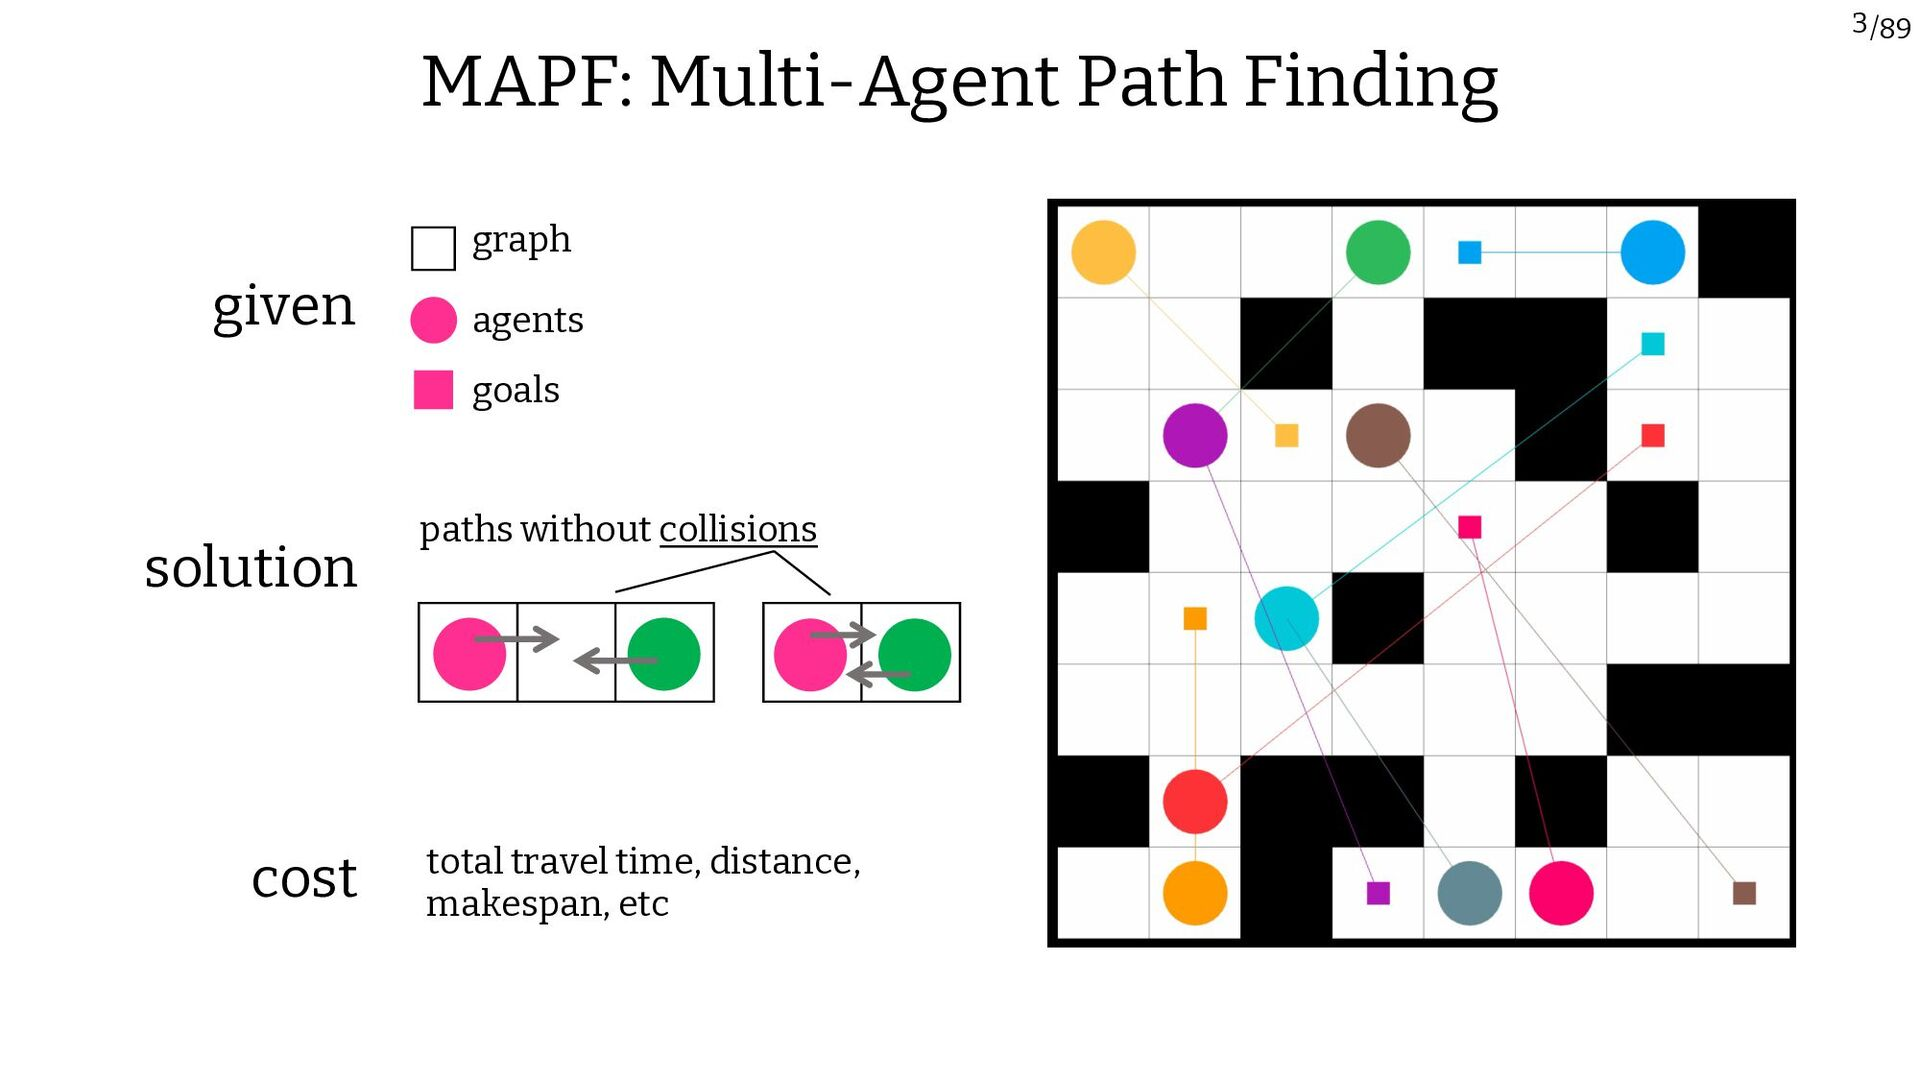 3/89
MAPF: Multi-Agent Path Finding
given
graph
agents
goals
solution
paths without collisions
cost
total travel time, distance,
makespan, etc